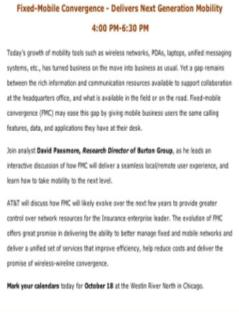 Fixed-Mobile Convergence - Delivers Next Generation Mobility
4:00 PM-6:30 PM
Today's growth of mobility tools such as wireless networks, PDAs, laptops, unified messaging
systems, etc., has turned business on the move into business as usual. Yet a gap remains
between the rich information and communication resources available to support collaboration
at the headquarters office, and what is available in the field or on the road. Fixed-mobile
convergence (FMC) may ease this gap by giving mobile business users the same calling
features, data, and applications they have at their desk.
Join analyst David Passmore, Research Director of Burton Group, as he leads an
interactive discussion of how FMC will deliver a seamless local/remote user experience, and
learn how to take mobility to the next level.
AT&T will discuss how FMC will likely evolve over the next few years to provide greater
control over network resources for the Insurance enterprise leader. The evolution of FMC
offers great promise in delivering the ability to better manage fixed and mobile networks and
deliver a unified set of services that improve efficiency, help reduce costs and deliver the
promise of wireless-wireline convergence.
Mark your calendars today for October 18 at the Westin River North in Chicago.